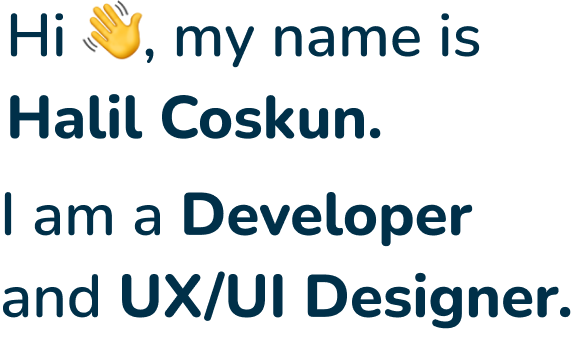 Hi 👋, my name is
Halil Coskun.
I am a Developer
and UX/UI Designer.